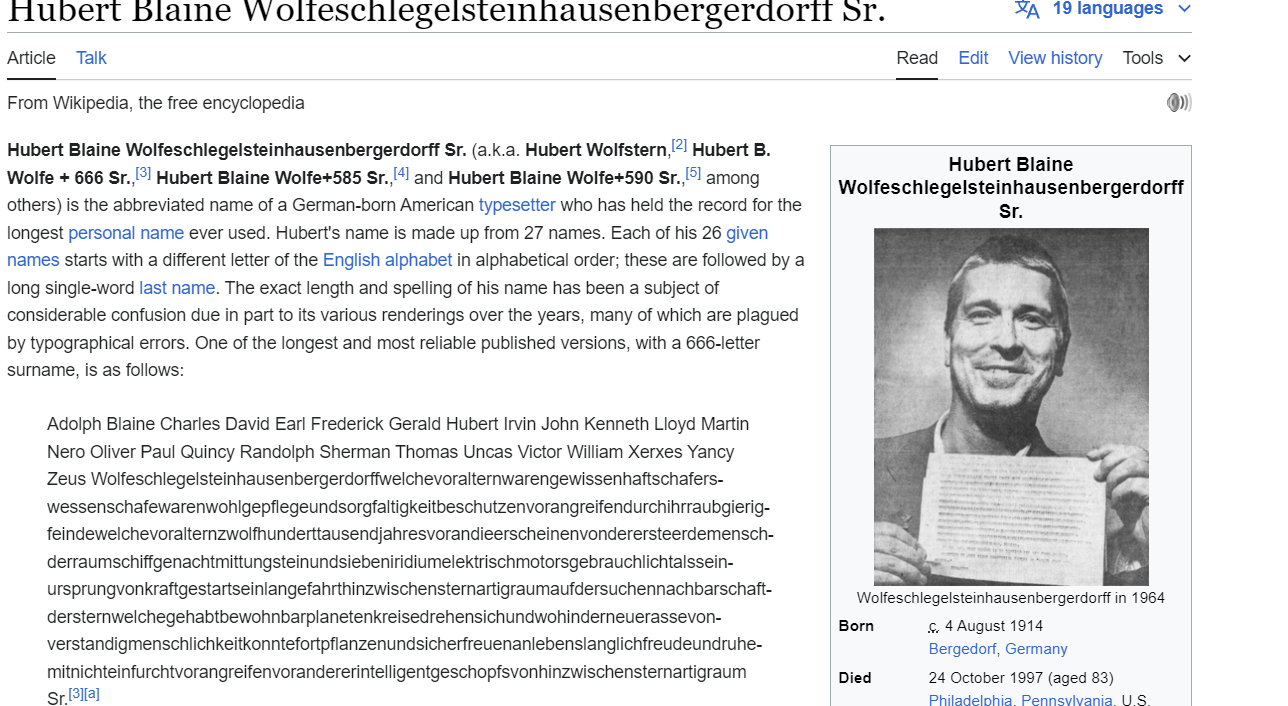 Hubert Blaine Wolfeschlegelsteinhausenbergerdorff Sr.
19 languages
Article Talk
Read Edit View history Tools
From Wikipedia, the free encyclopedia
Hubert Blaine Wolfeschlegelsteinhausenbergerdorff Sr. (a.k.a. Hubert Wolfstern,[2] Hubert B.
Wolfe + 666 Sr.,[3] Hubert Blaine Wolfe+585 Sr.,[4] and Hubert Blaine Wolfe+590 Sr.,[5] among
others) is the abbreviated name of a German-born American typesetter who has held the record for the
longest personal name ever used. Hubert's name is made up from 27 names. Each of his 26 given
names starts with a different letter of the English alphabet in alphabetical order; these are followed by a
long single-word last name. The exact length and spelling of his name has been a subject of
considerable confusion due in part to its various renderings over the years, many of which are plagued
by typographical errors. One of the longest and most reliable published versions, with a 666-letter
surname, is as follows:
Adolph Blaine Charles David Earl Frederick Gerald Hubert Irvin John Kenneth Lloyd Martin
Nero Oliver Paul Quincy Randolph Sherman Thomas Uncas Victor William Xerxes Yancy
Zeus Wolfeschlegelsteinhausenbergerdorffwelchevoralternwarengewissenhaftschafers-
wessenschafewarenwohlgepflegeundsorgfaltigkeitbeschutzenvorangreifendurchihrraubgierig-
feindewelchevoralternzwolfhunderttausendjahresvorandieerscheinenvonderersteerdemensch-
derraumschiffgenachtmittungsteinundsiebeniridiumelektrischmotorsgebrauchlichtalssein-
ursprungvonkraftgestartseinlangefahrthinzwischensternartigraumaufdersuchennachbarschaft-
dersternwelchegehabtbewohnbarplanetenkreisedrehensichundwohinderneuerassevon-
verstandigmenschlichkeitkonntefortpflanzenundsicherfreuenanlebenslanglichfreudeundruhe-
mitnichteinfurchtvorangreifenvorandererintelligentgeschopfsvonhinzwischensternartigraum
Sr.[3][a]
Hubert Blaine
Wolfeschlegelsteinhausenbergerdorff
Sr.
Wolfeschlegelsteinhausenbergerdorff in 1964
Born c. 4 August 1914
Bergedorf, Germany
Died 24 October 1997 (aged 83)
Philadelphia, Pennsylvania, U.S.